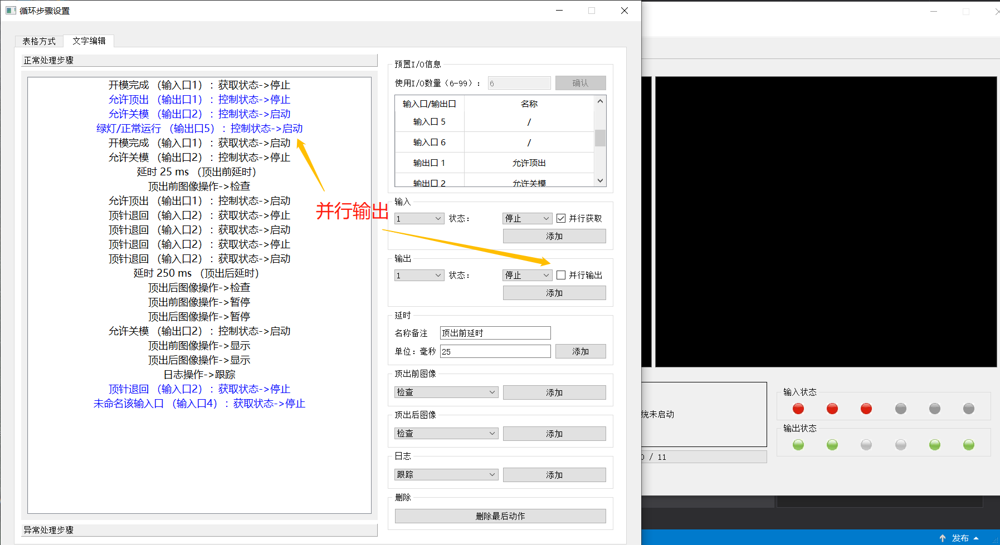 循环步骤设置
表格方式
文字编辑
正常处理步骤
开模完成 （输入口1） ： 获取状态->停止
允许顶出 （输出口1） ： 控制状态->停止
允许关模 （输出口2） ： 控制状态->启动
绿灯/正常运行 （输出口5） ： 控制状态->启动
开模完成 （输入口1） ： 获取状态->启动
允许关模 （输出口2） ： 控制状态->停止
延时 25 ms （顶出前延时）
顶出前图像操作->检查
允许顶出 （输出口1） ： 控制状态->启动
顶针退回 （输入口2） ： 获取状态->停止
顶针退回 （输入口2） ： 获取状态->启动
顶针退回 （输入口2） ： 获取状态->停止
顶针退回 （输入口2） ： 获取状态->启动
延时 250 ms （顶出后延时）
顶出后图像操作->检查
顶出前图像操作->暂停
顶出后图像操作->暂停
允许关模 （输出口2） ： 控制状态->启动
顶出前图像操作->显示
顶出后图像操作->显示
日志操作->跟踪
顶针退回 （输入口2） ： 获取状态->停止
未命名该输入口 （输入口4） ： 获取状态->停止
异常处理步骤
并行输出
预置I/O信息
使用I/O数量（6-99）： 6 确认
输入口/输出口 名称
输入口 5 /
输入口 6 /
输出口 1 允许顶出
输出口 2 允许关模
输入
1 状态： 停止 并行获取
添加
输出
1 状态： 停止 并行输出
添加
延时
名称备注 顶出前延时
单位：毫秒 25 添加
顶出前图像
检查 添加
顶出后图像
检查 添加
日志
跟踪 添加
删除
删除最后动作
统未启动
0 / 11
输入状态
输出状态
发布